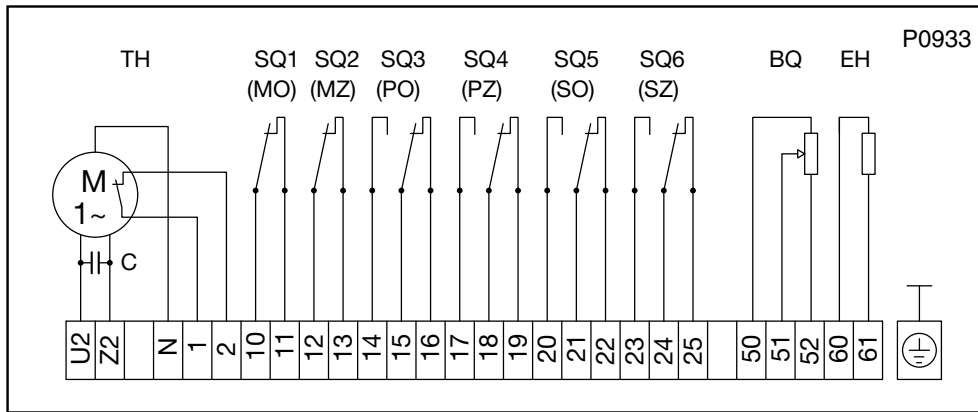 P0933
TH SQ1 SQ2 SQ3 SQ4 SQ5 SQ6 BQ EH
(MO) (MZ) (PO) (PZ) (SO) (SZ)
M
1~
C
U2 Z2 N 1 2 10 11 12 13 14 15 16 17 18 19 20 21 22 23 24 25 50 51 52 60 61